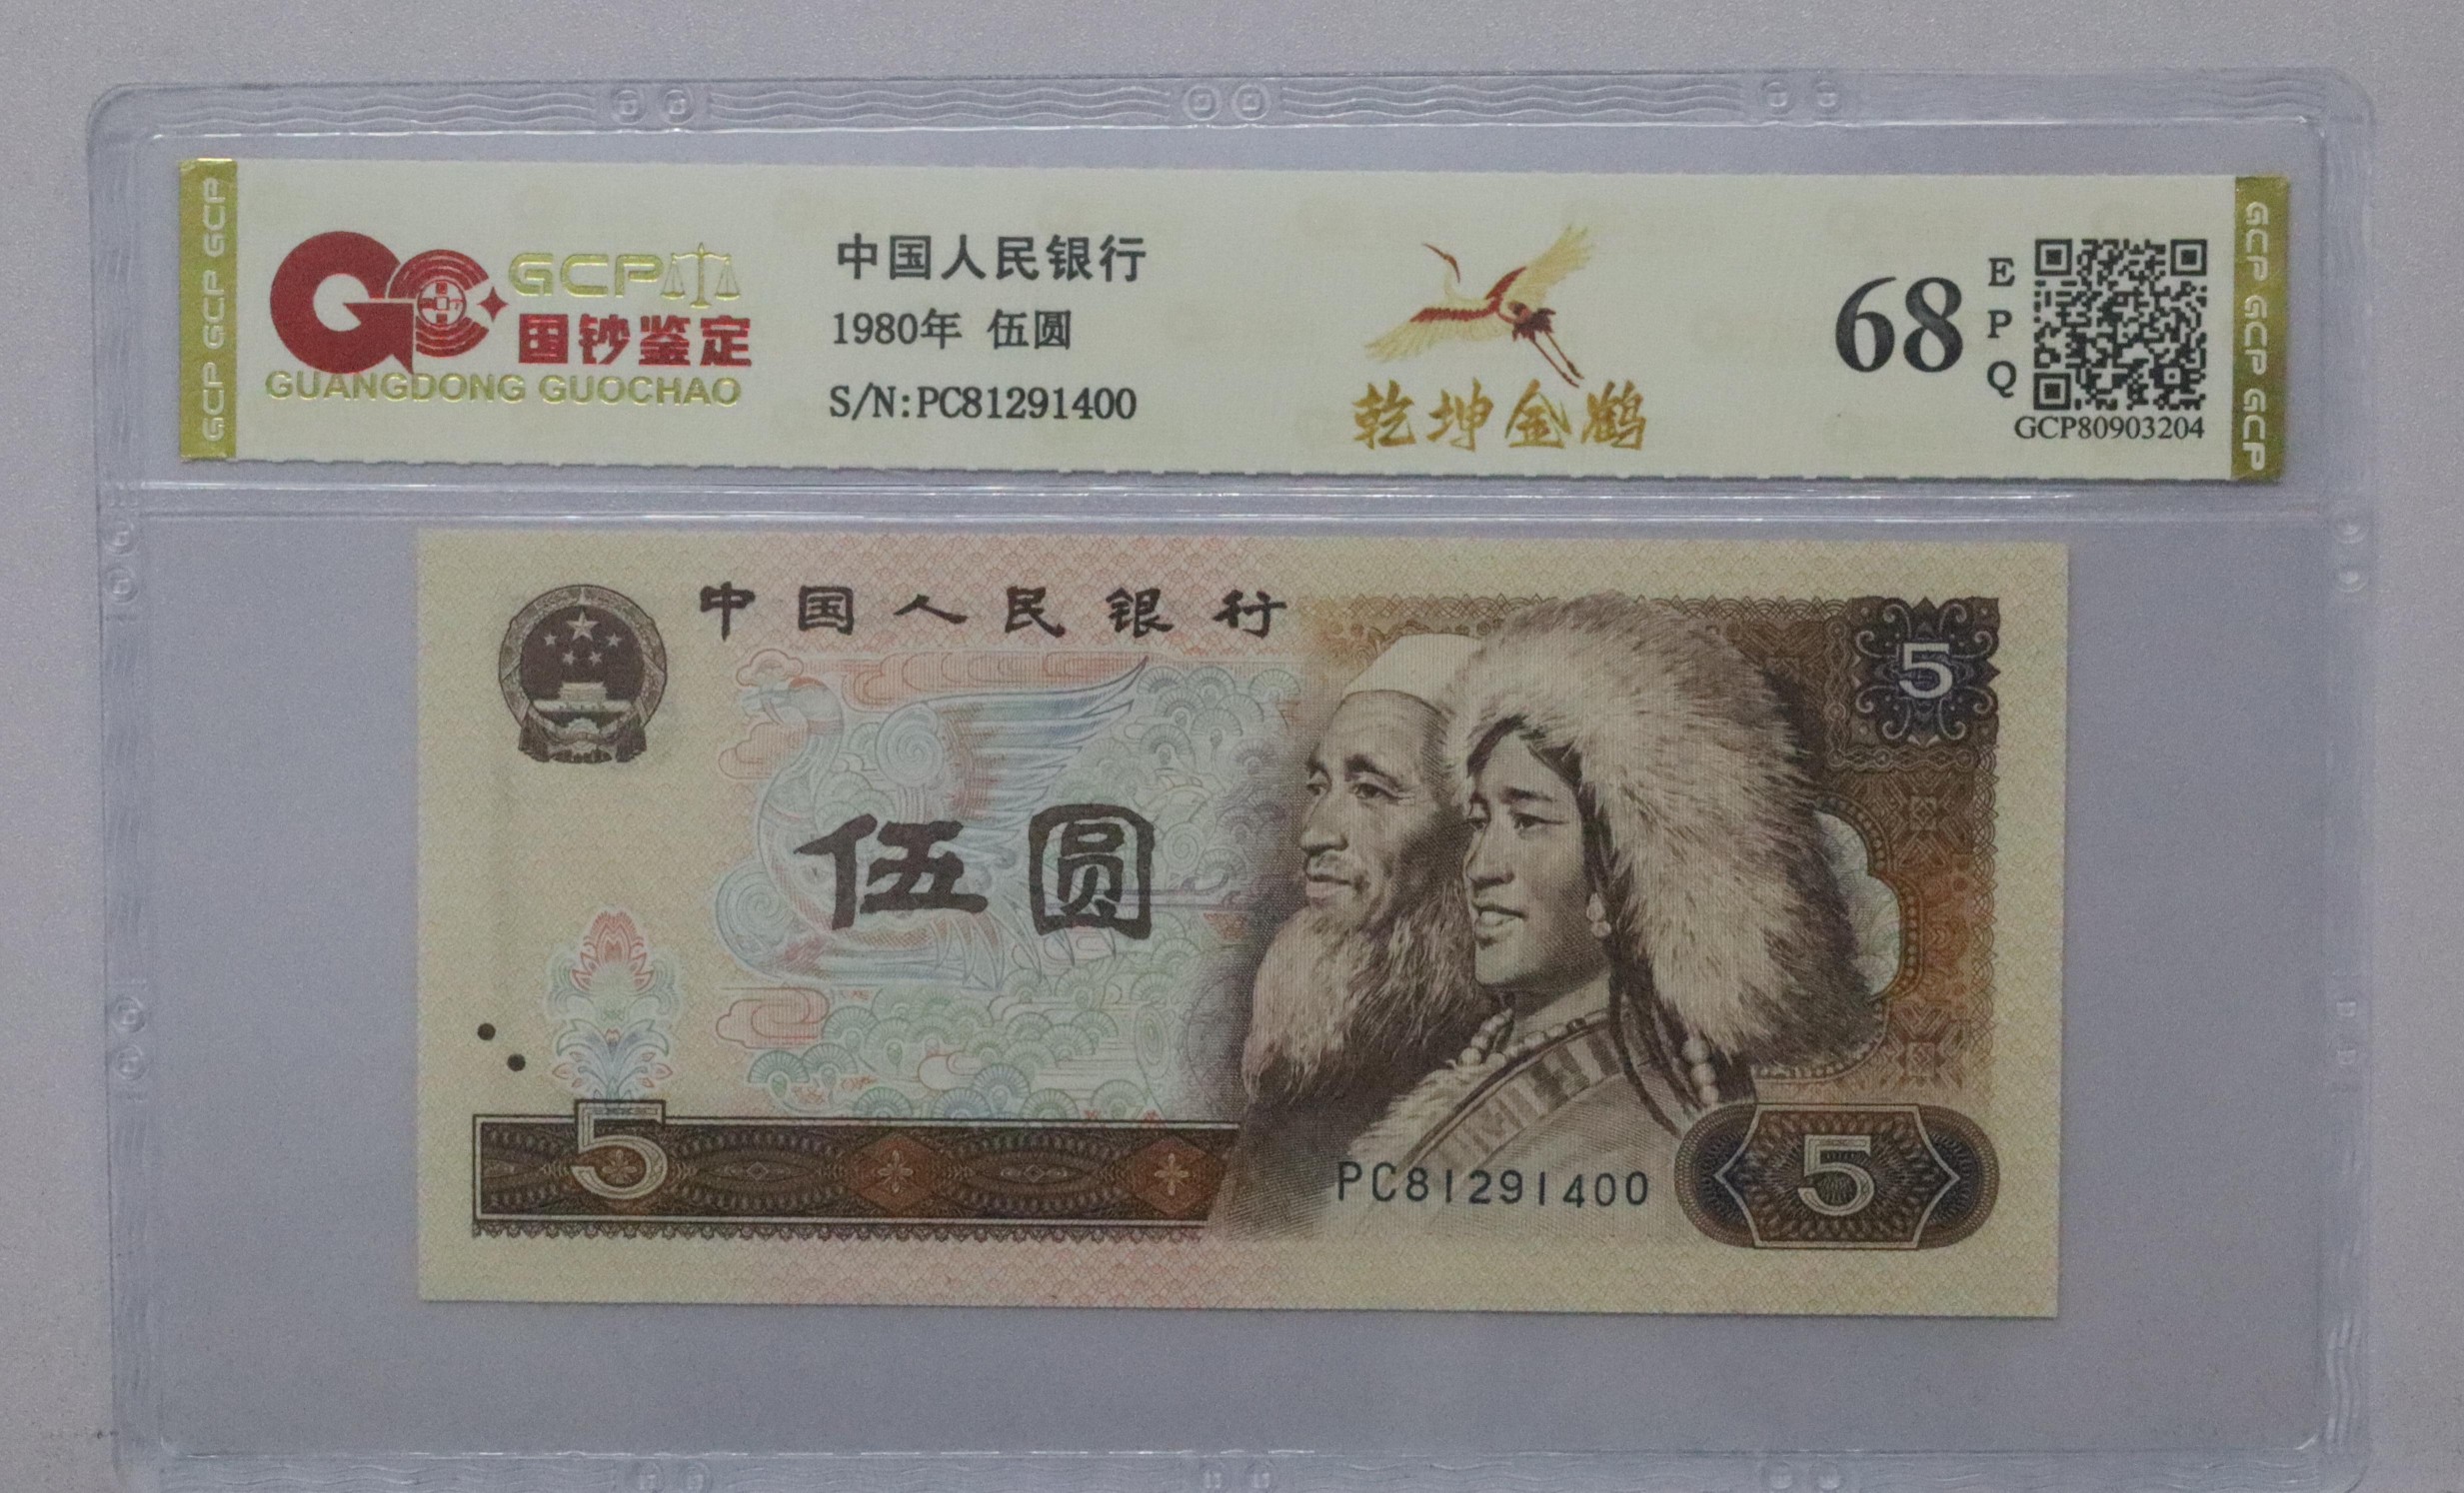 GCP GCP GCP
GCP
国钞鉴定
GUANGDONG GUOCHAO
中国人民银行
1980年 伍圆
S/N:PC81291400
乾坤金鹤
68
EPQ
GCP80903204
GCP GCP GCP
中国人民银行
5
伍圆
5
PC81291400
5